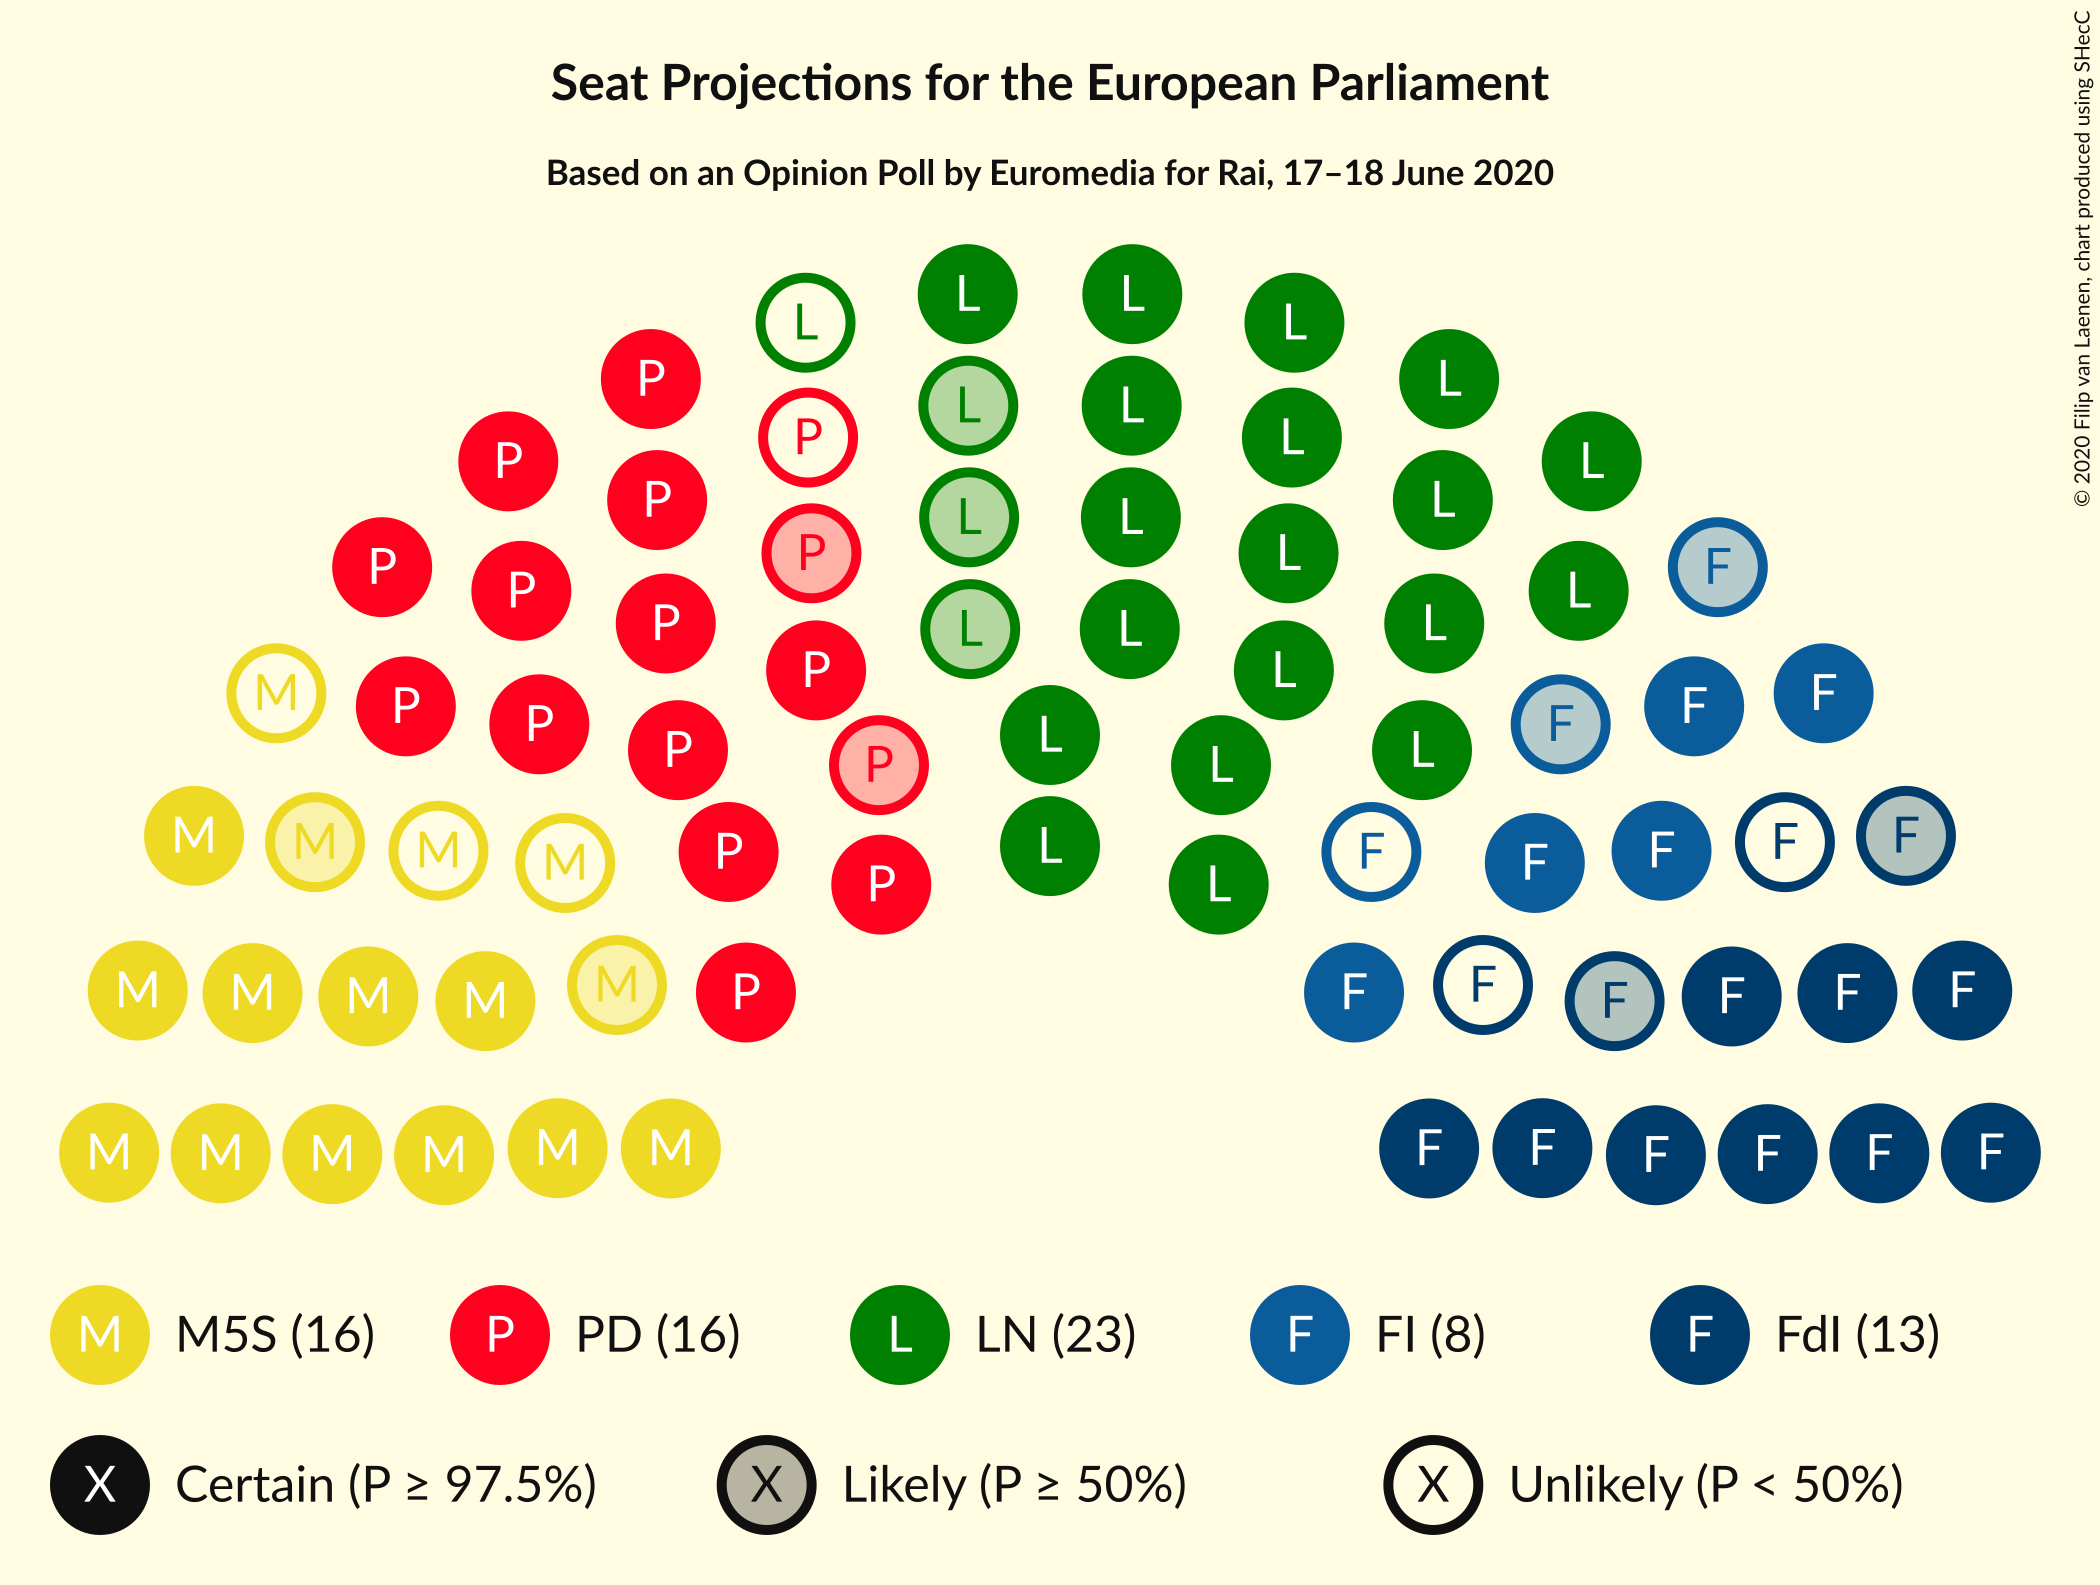 Seat Projections for the European Parliament
Based on an Opinion Poll by Euromedia for Rai, 17–18 June 2020
© 2020 Filip van Laenen, chart produced using SHecC
L L
L L
P L
L L
P P L L
P L
P P L L
L L
P P L F
P P L L
P L L
M P P P P L L F F F
L
P L L
M M M M P L F F F F F
P L
M M M M M P F F F F F F
M M M M M M F F F F F F
M M5S (16) P PD (16) L LN (23) F FI (8) F FdI (13)
X Certain (P ≥ 97.5%) X Likely (P ≥ 50%) X Unlikely (P < 50%)